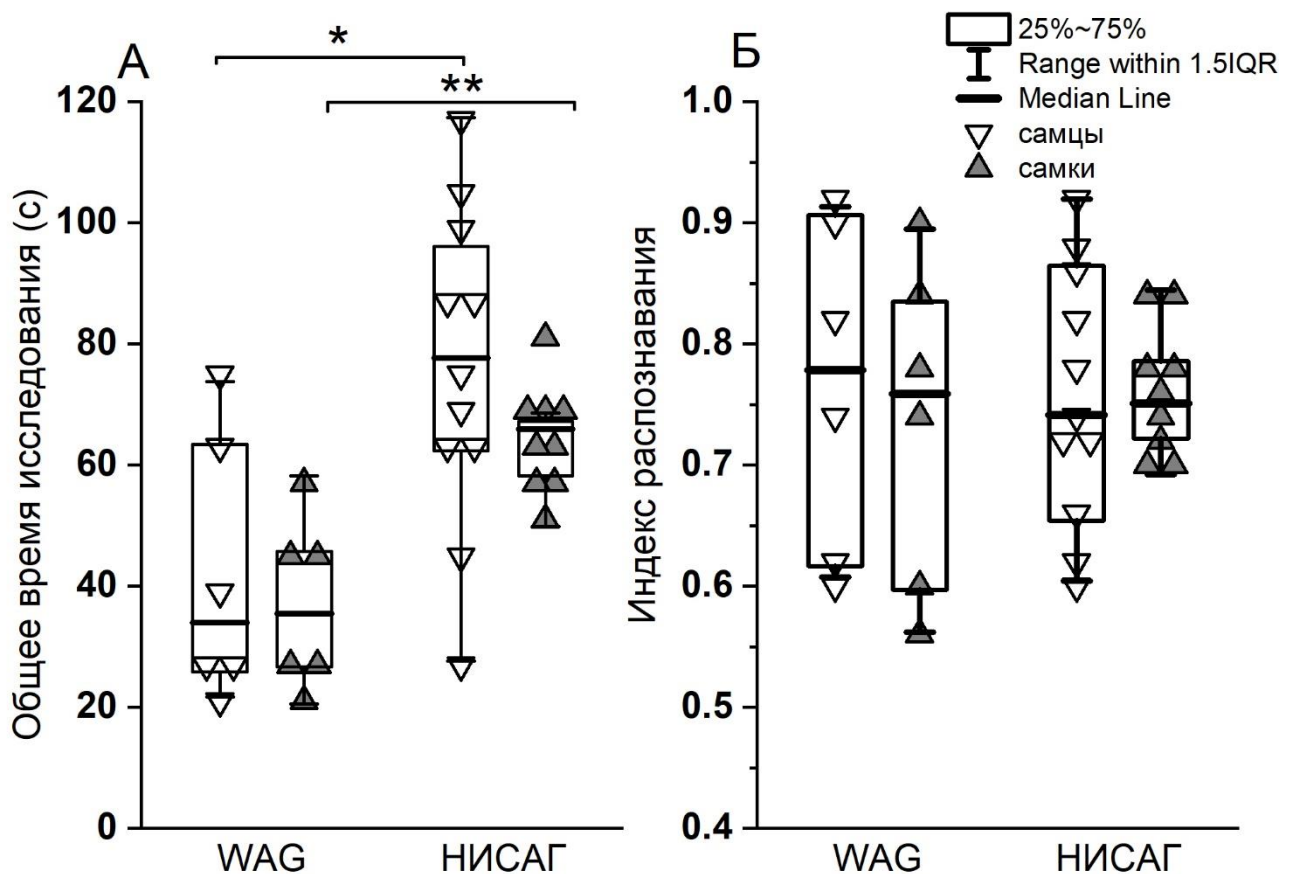 А
*
**
Общее время исследования (с)
120
100
80
60
40
20
0
WAG
НИСАГ
Б
25%~75%
Range within 1.5IQR
Median Line
самцы
самки
Индекс распознавания
1.0
0.9
0.8
0.7
0.6
0.5
0.4
WAG
НИСАГ